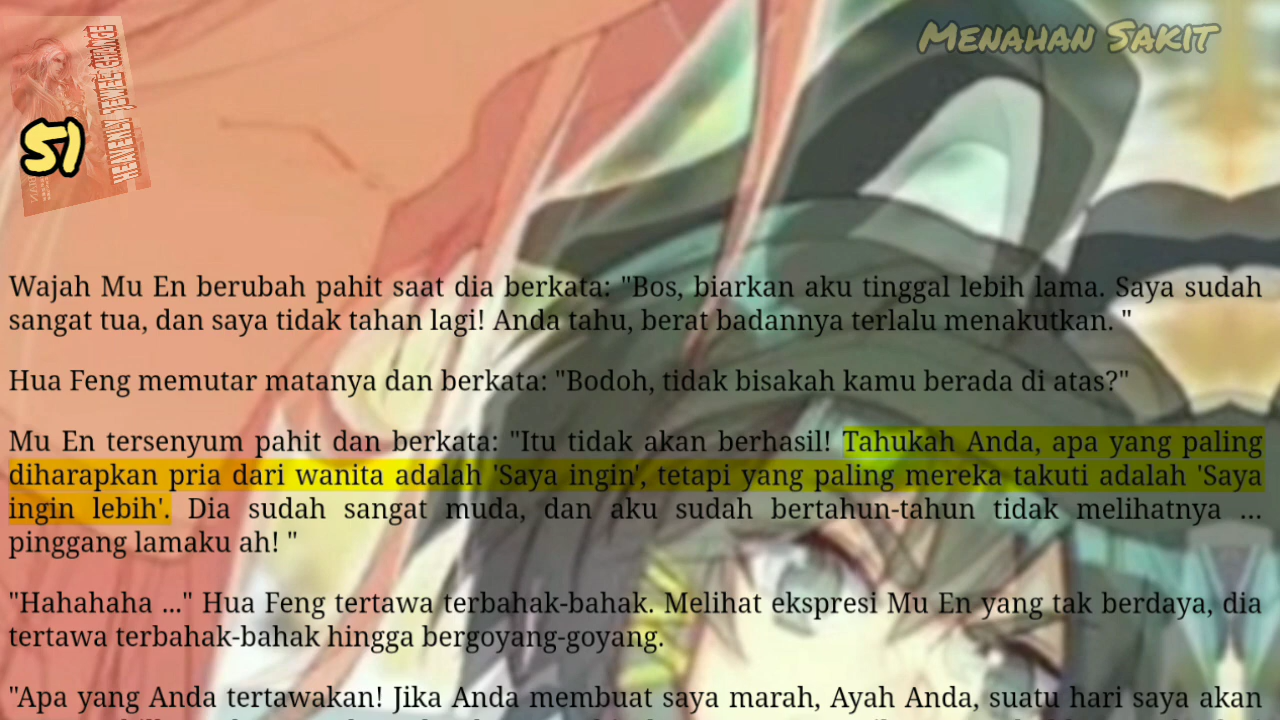 Menahan Sakit
HEAVENLY JEWEL CHANGE
51
Wajah Mu En berubah pahit saat dia berkata: "Bos, biarkan aku tinggal lebih lama. Saya sudah
sangat tua, dan saya tidak tahan lagi! Anda tahu, berat badannya terlalu menakutkan. "
Hua Feng memutar matanya dan berkata: "Bodoh, tidak bisakah kamu berada di atas?"
Mu En tersenyum pahit dan berkata: "Itu tidak akan berhasil! Tahukah Anda, apa yang paling
diharapkan pria dari wanita adalah 'Saya ingin', tetapi yang paling mereka takuti adalah 'Saya
ingin lebih'. Dia sudah sangat muda, dan aku sudah bertahun-tahun tidak melihatnya ...
pinggang lamaku ah! "
"Hahahaha ..." Hua Feng tertawa terbahak-bahak. Melihat ekspresi Mu En yang tak berdaya, dia
tertawa terbahak-bahak hingga bergoyang-goyang.
"Apa yang Anda tertawakan! Jika Anda membuat saya marah, Ayah Anda, suatu hari saya akan